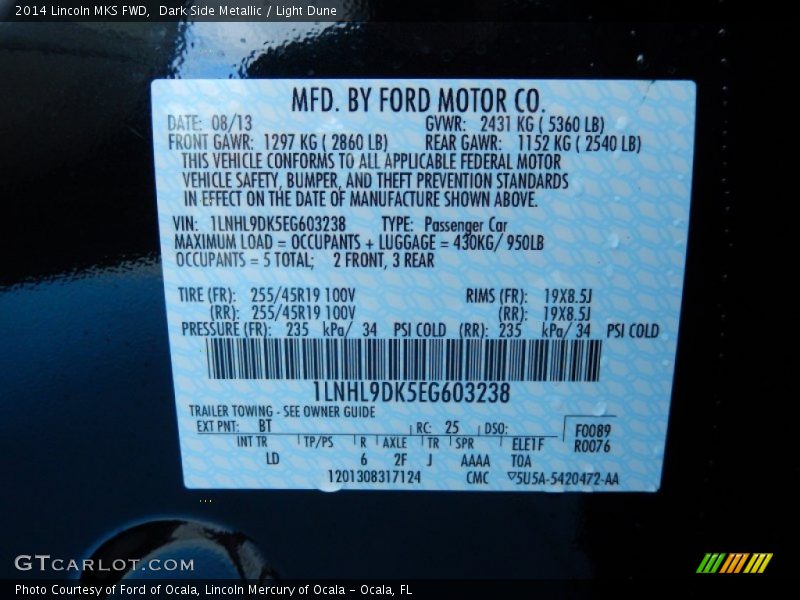 2014 Lincoln MKS FWD, Dark Side Metallic / Light Dune
MFD. BY FORD MOTOR CO.
DATE: 08/13 GVWR: 2431 KG ( 5360 LB)
FRONT GAWR: 1297 KG ( 2860 LB) REAR GAWR: 1152 KG ( 2540 LB)
THIS VEHICLE CONFORMS TO ALL APPLICABLE FEDERAL MOTOR
VEHICLE SAFETY, BUMPER, AND THEFT PREVENTION STANDARDS
IN EFFECT ON THE DATE OF MANUFACTURE SHOWN ABOVE.
VIN: 1LNHL9DK5EG603238 TYPE: Passenger Car
MAXIMUM LOAD = OCCUPANTS + LUGGAGE = 430KG/ 950LB
OCCUPANTS = 5 TOTAL; 2 FRONT, 3 REAR
TIRE (FR): 255/45R19 100V RIMS (FR): 19X8.5J
(RR): 255/45R19 100V (RR): 19X8.5J
PRESSURE (FR): 235 kPa/ 34 PSI COLD (RR): 235 kPa/ 34 PSI COLD
1LNHL9DK5EG603238
TRAILER TOWING - SEE OWNER GUIDE
EXT PNT: BT RC: 25 DSO: F0089
INT TR TP/PS R AXLE TR SPR ELE1F R0076
LD 6 2F J AAAA TOA
1201308317124 CMC ▽5U5A-5420472-AA
GTCARLOT.COM
Photo Courtesy of Ford of Ocala, Lincoln Mercury of Ocala - Ocala, FL